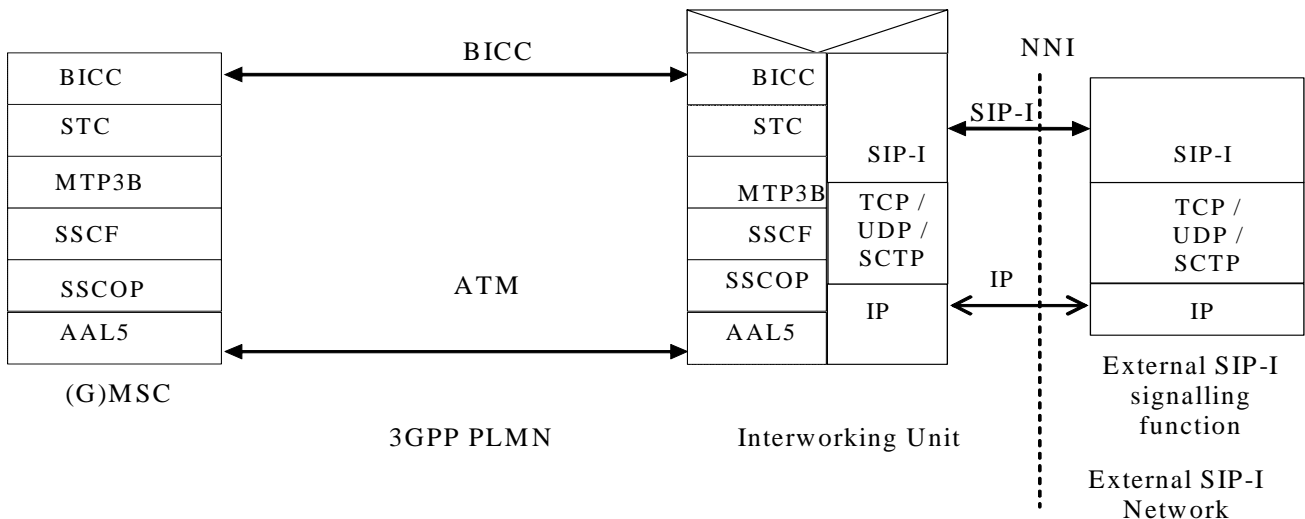 BICC
STC
MTP3B
SSCF
SSCOP
AAL5
(G)MSC
BICC
ATM
3GPP PLMN
BICC
STC
MTP3B
SSCF
SSCOP
AAL5
SIP-I
TCP /
UDP /
SCTP
IP
Interworking Unit
NNI
SIP-I
IP
SIP-I
TCP /
UDP /
SCTP
IP
External SIP-I
signalling
function
External SIP-I
Network